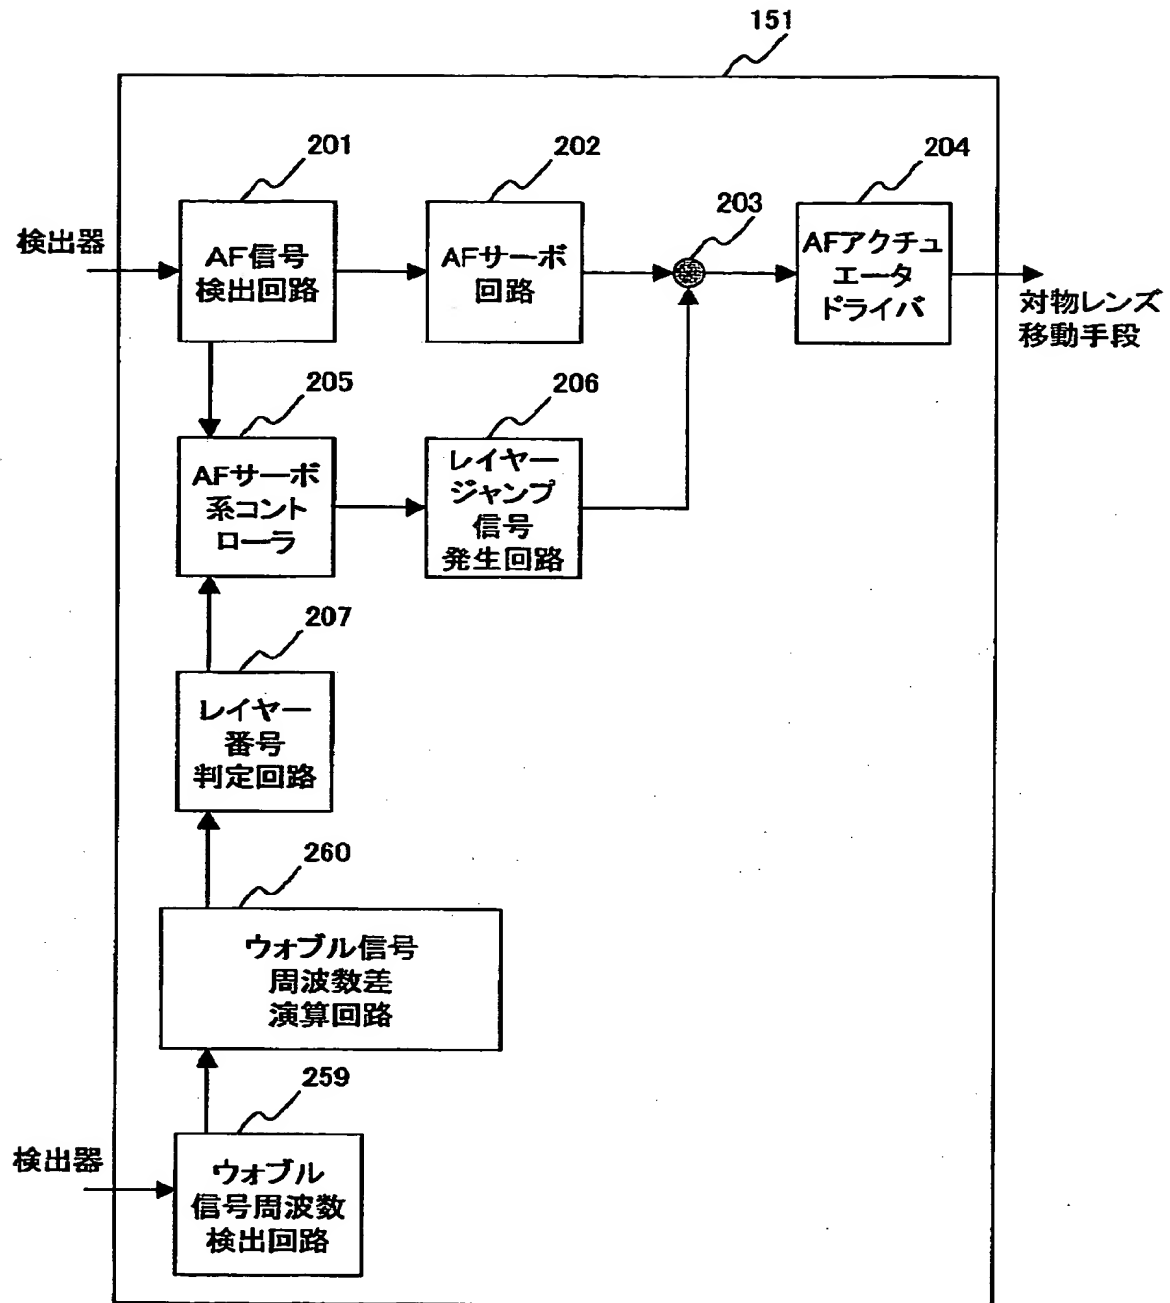 151
201
202
204
203
検出器
AF信号
検出回路
AFサーボ
回路
AFアクチュ
エータ
ドライバ
対物レンズ
移動手段
205
206
AFサーボ
系コント
ローラ
レイヤー
ジャンプ
信号
発生回路
207
レイヤー
番号
判定回路
260
ウォブル信号
周波数差
演算回路
259
検出器
ウォブル
信号周波数
検出回路